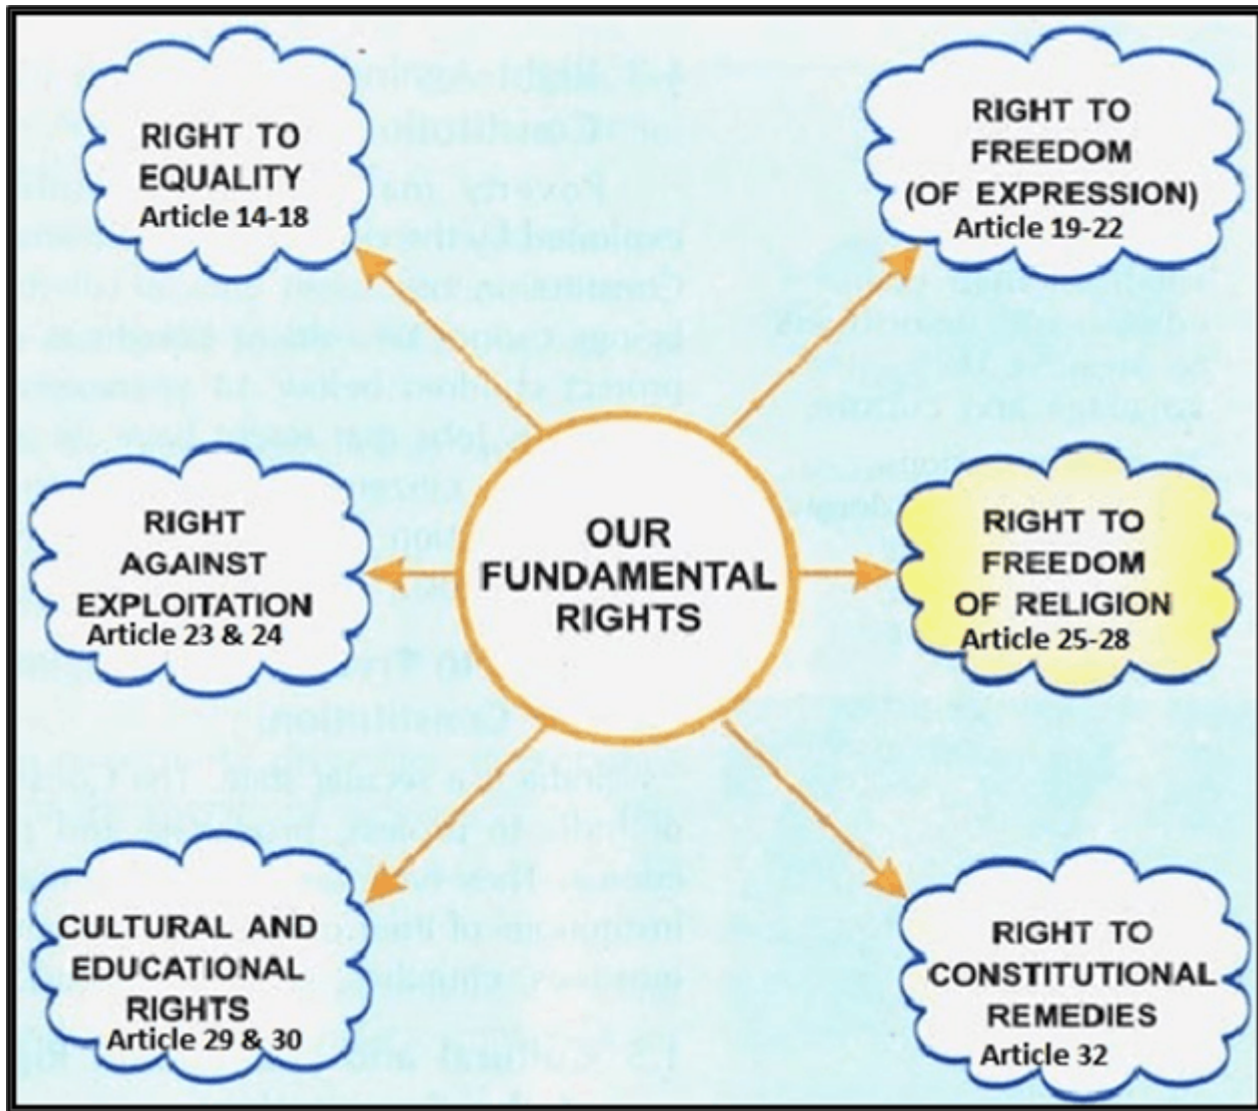 RIGHT TO
EQUALITY
Article 14-18
RIGHT TO
FREEDOM
(OF EXPRESSION)
Article 19-22
OUR
FUNDAMENTAL
RIGHTS
RIGHT
AGAINST
EXPLOITATION
Article 23 & 24
RIGHT TO
FREEDOM
OF RELIGION
Article 25-28
CULTURAL AND
EDUCATIONAL
RIGHTS
Article 29 & 30
RIGHT TO
CONSTITUTIONAL
REMEDIES
Article 32